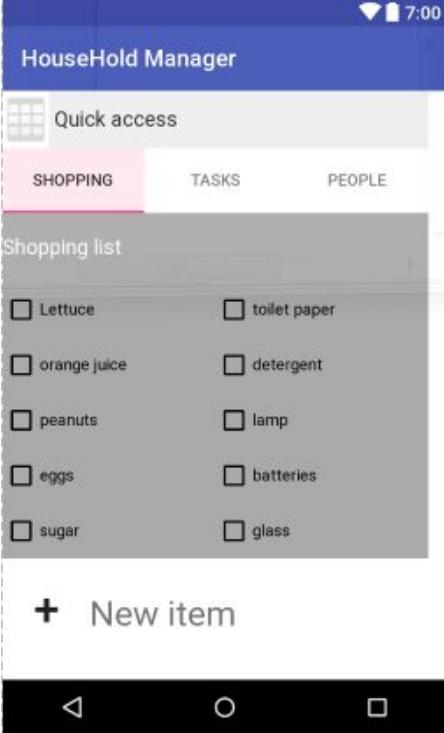 7:00
HouseHold Manager
Quick access
SHOPPING TASKS PEOPLE
Shopping list
Lettuce toilet paper
orange juice detergent
peanuts lamp
eggs batteries
sugar glass
+ New item